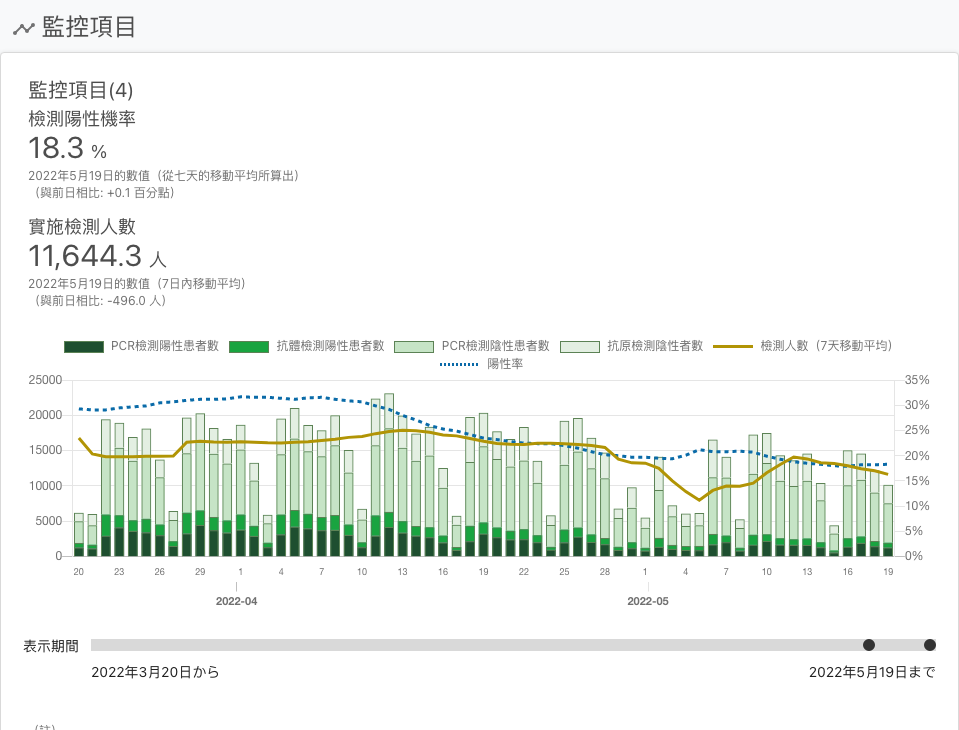 監控項目
監控項目(4)
檢測陽性機率
18.3 %
2022年5月19日的數值（從七天的移動平均所算出）
（與前日相比: +0.1 百分點）
實施檢測人數
11,644.3 人
2022年5月19日的數值（7日內移動平均）
（與前日相比: -496.0 人）
PCR檢測陽性患者數 抗體檢測陽性患者數 PCR檢測陰性患者數 抗原檢測陰性者數 檢測人數（7天移動平均）
陽性率
25000 35%
20000 30%
15000 25%
10000 20%
5000 15%
0 10%
5%
0%
20 23 26 29 1 4 7 10 13 16 19 22 25 28 1 4 7 10 13 16 19
2022-04 2022-05
表示期間
2022年3月20日から 2022年5月19日まで
（註）